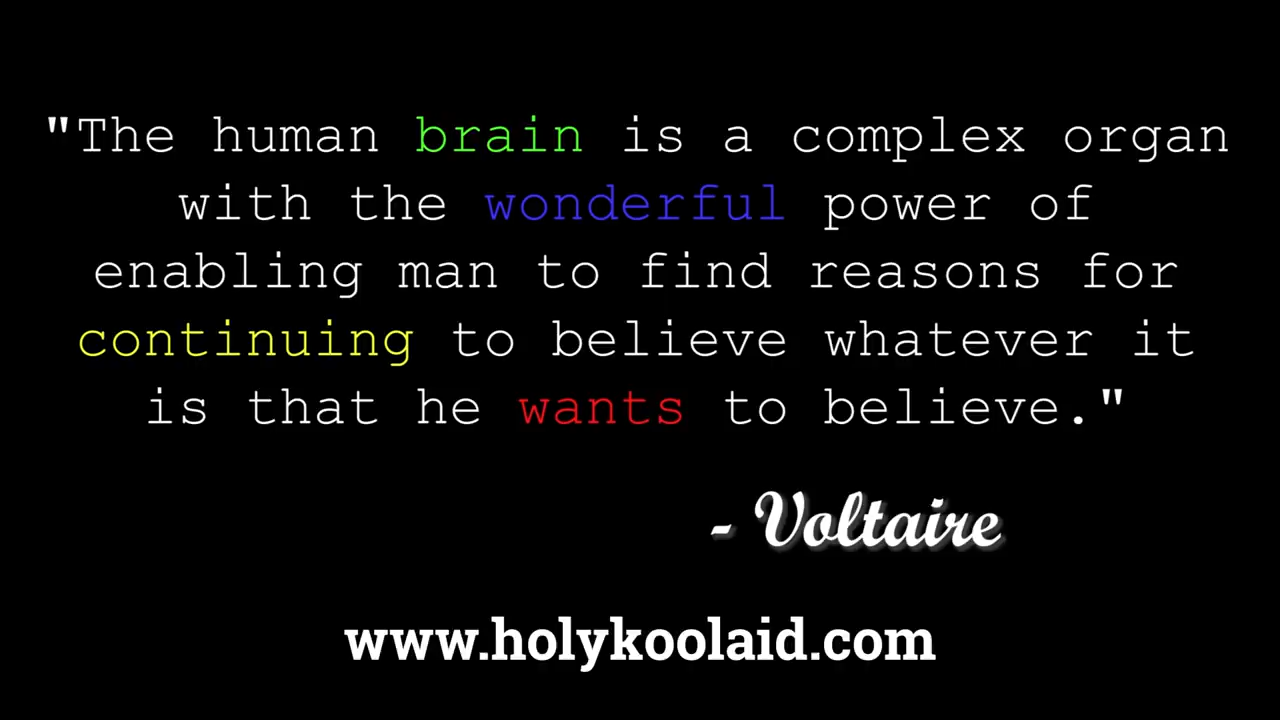 "The human brain is a complex organ
with the wonderful power of
enabling man to find reasons for
continuing to believe whatever it
is that he wants to believe."
- Voltaire
www.holykoolaid.com